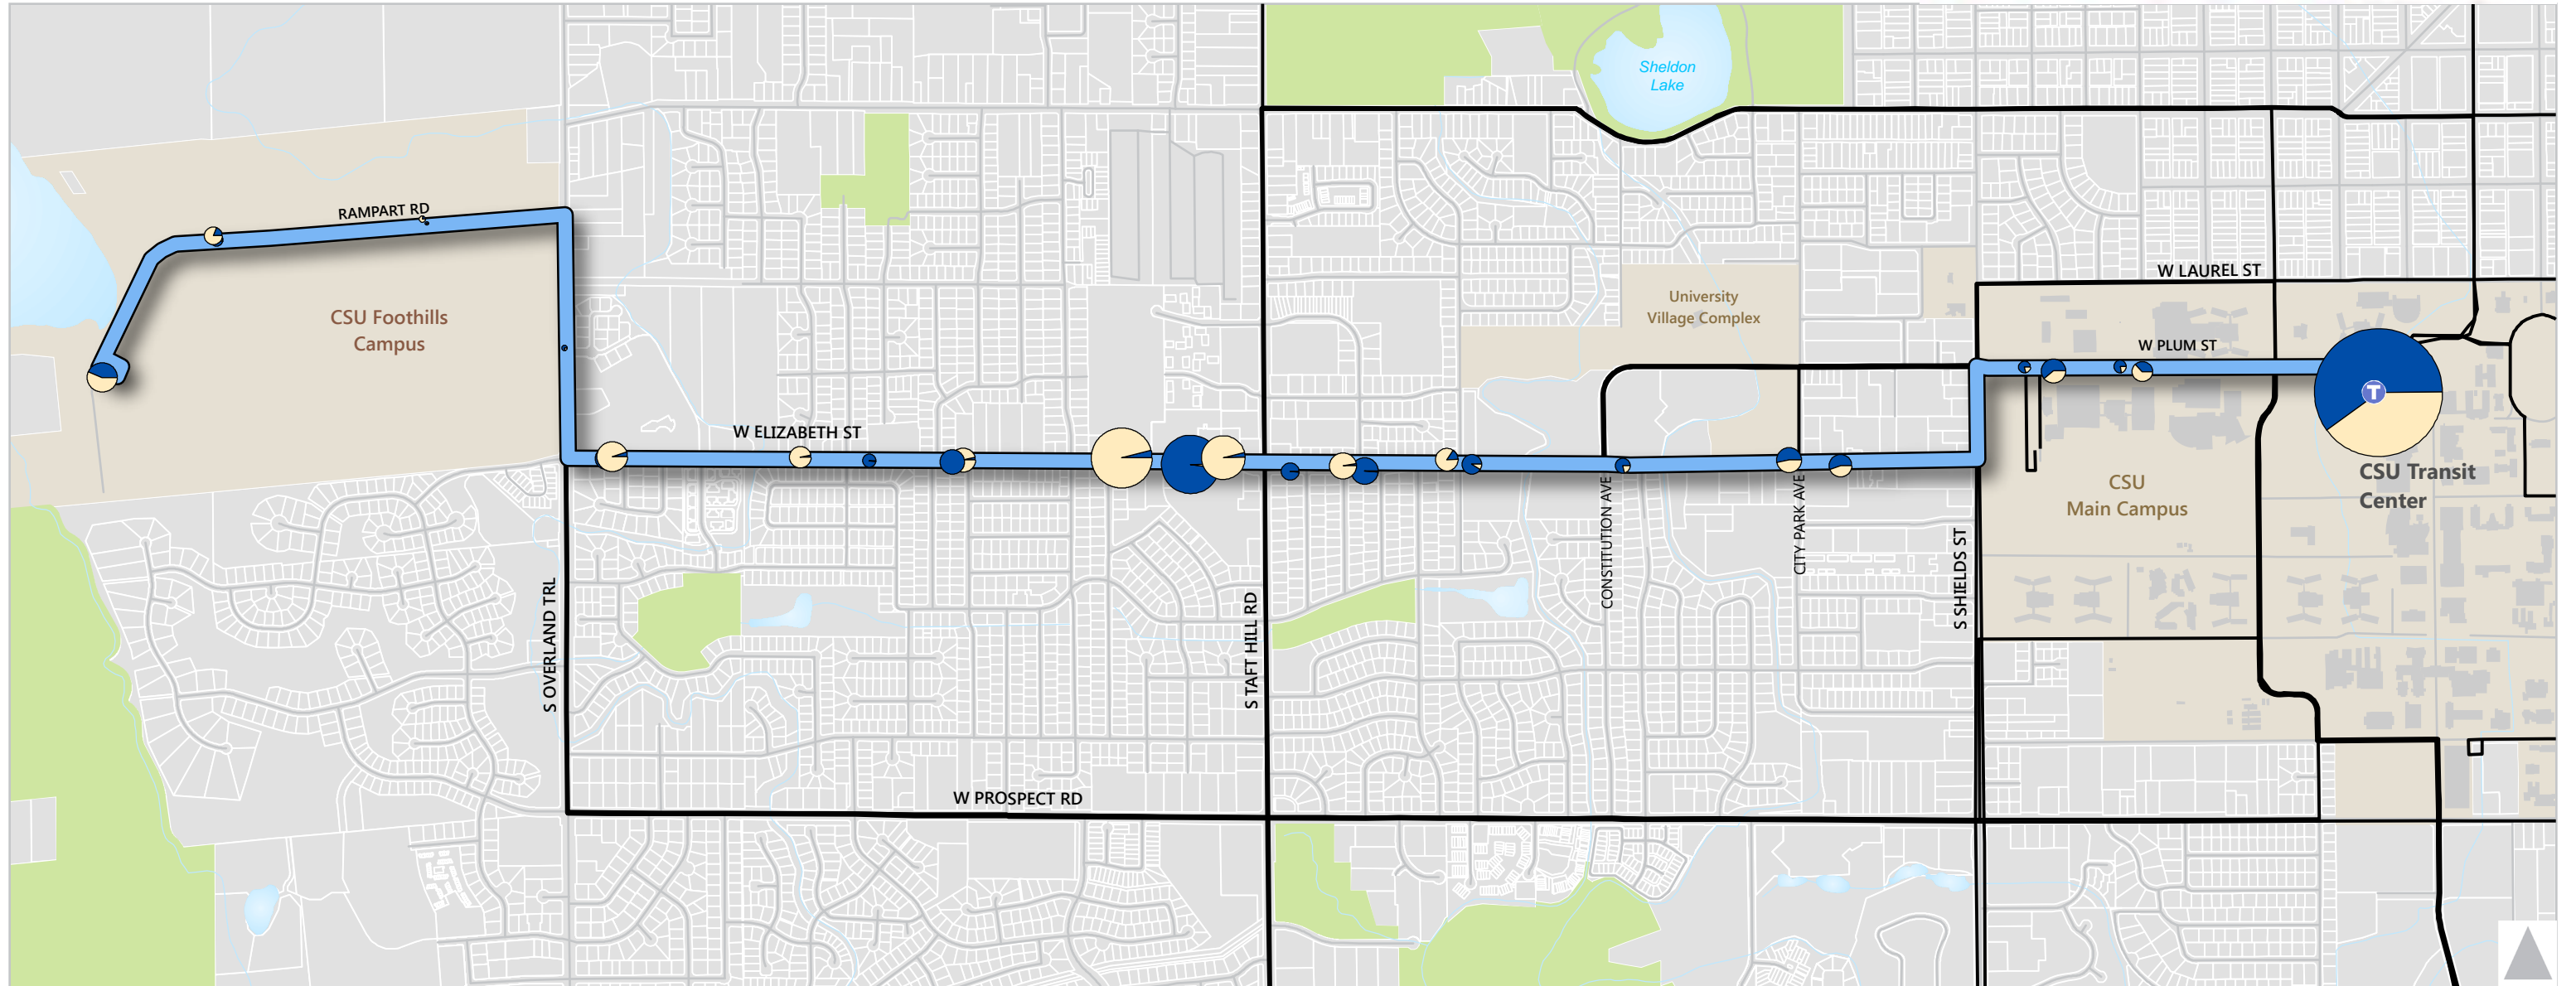 Sheldon
Lake
RAMPART RD
W LAUREL ST
University
Village Complex
CSU Foothills
Campus
W PLUM ST
T
W ELIZABETH ST
CSU Transit
Center
CSU
Main Campus
CONSTITUTION AVE
CITY PARK AVE
S SHIELDS ST
S OVERLAND TRL
S TAFT HILL RD
W PROSPECT RD